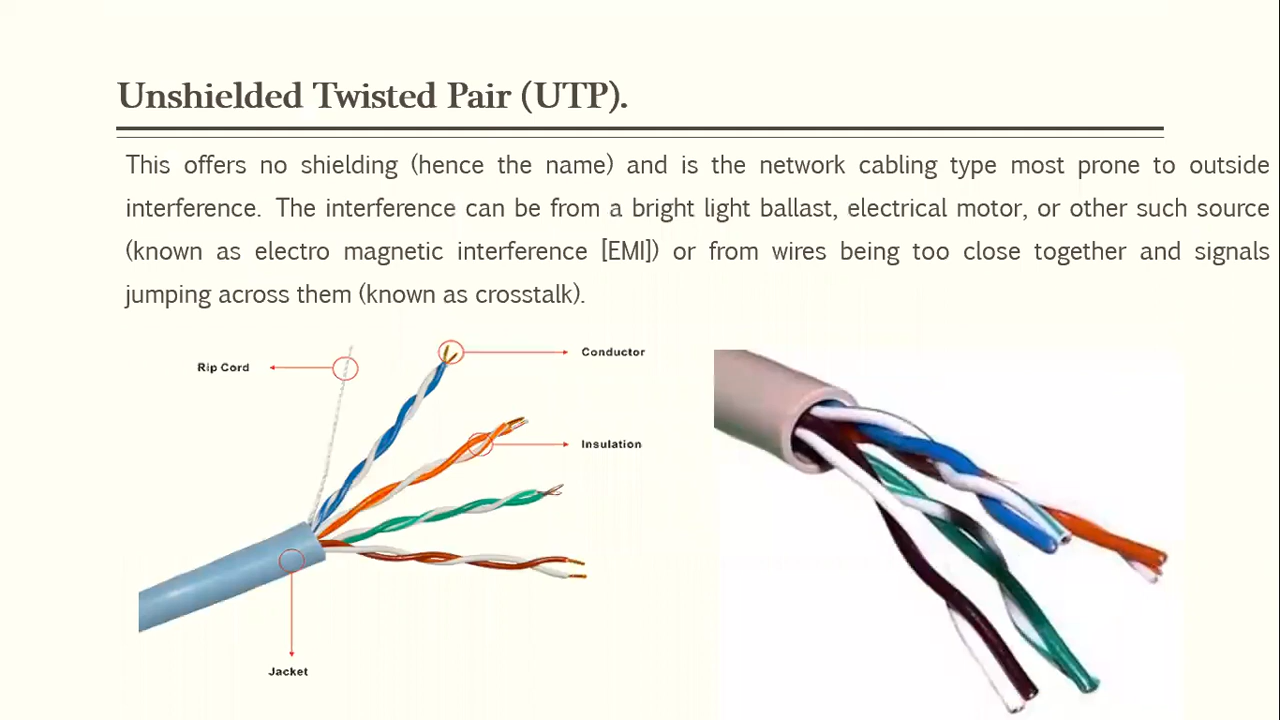 Unshielded Twisted Pair (UTP).
This offers no shielding (hence the name) and is the network cabling type most prone to outside
interference. The interference can be from a bright light ballast, electrical motor, or other such source
(known as electro magnetic interference [EMI]) or from wires being too close together and signals
jumping across them (known as crosstalk).
Conductor
Rip Cord
Insulation
Jacket